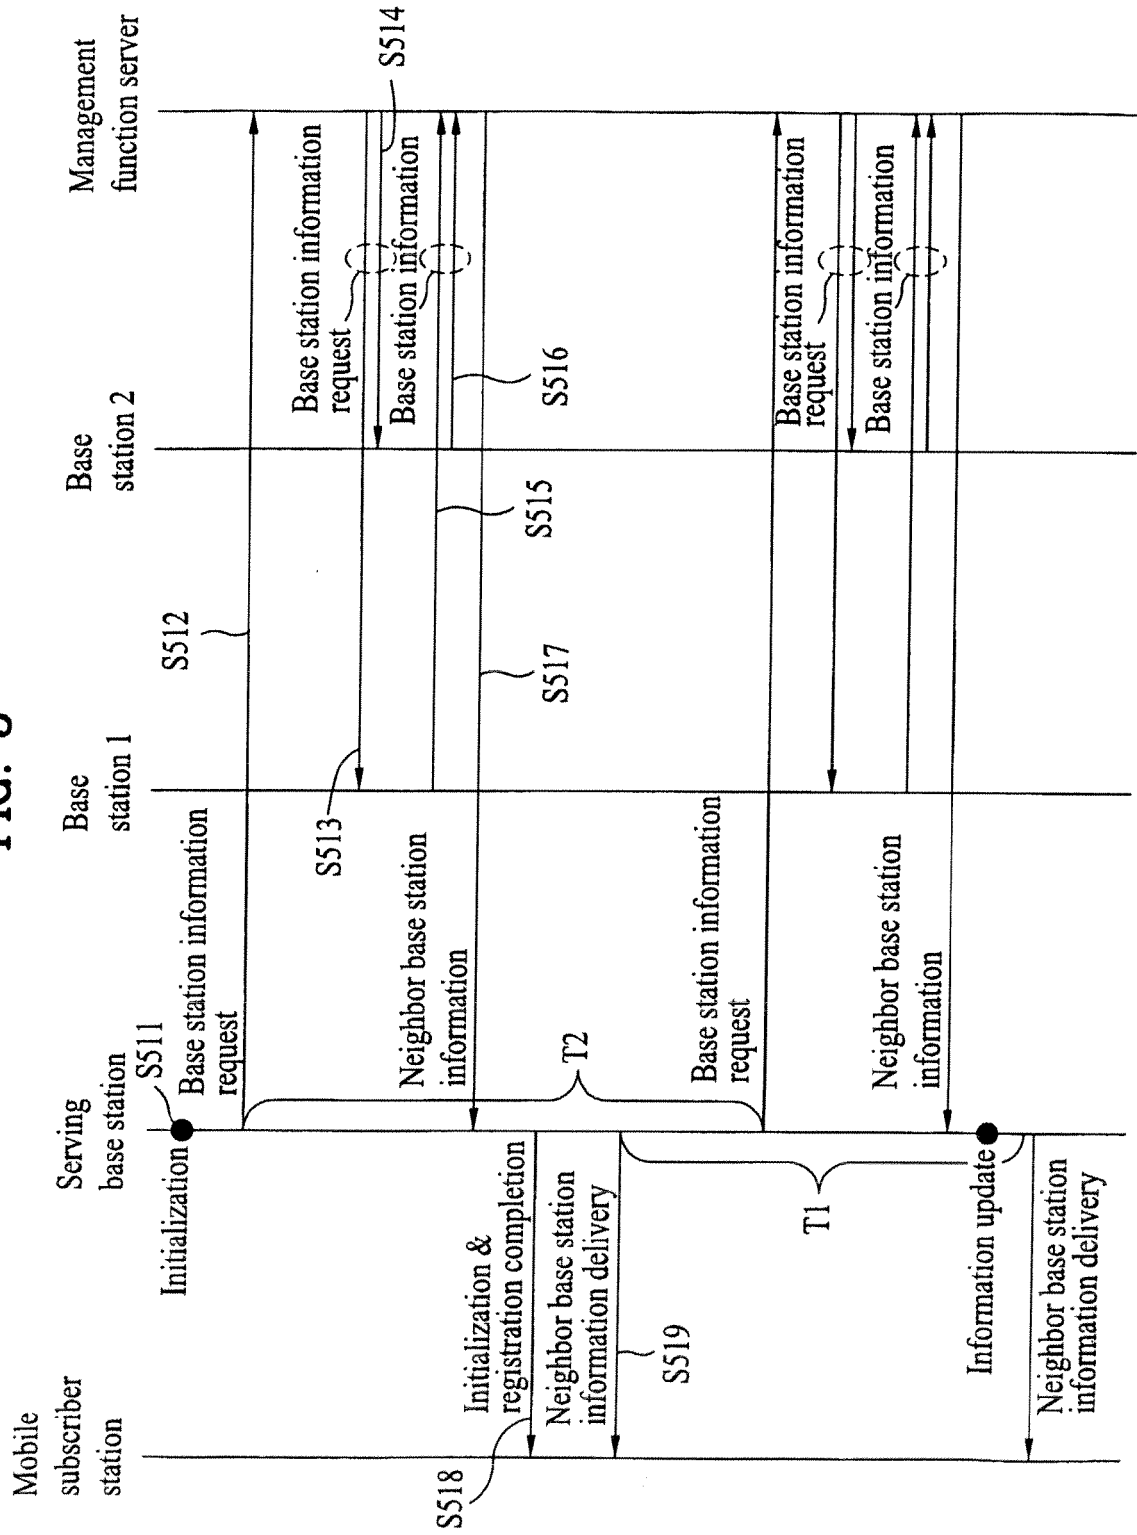 FIG.
Mobile
subscriber
station
Serving
base station
Base
station 1
Base
station 2
Management
function server
Initialization
S511
Base station information
request
S512
S513
Base station information
request
S514
Base station information
Neighbor base station
information
S515
S516
S517
Initialization &
registration completion
S518
Neighbor base station
information delivery
S519
T2
Base station information
request
Base station information
request
Base station information
Neighbor base station
information
T1
Information update
Neighbor base station
information delivery